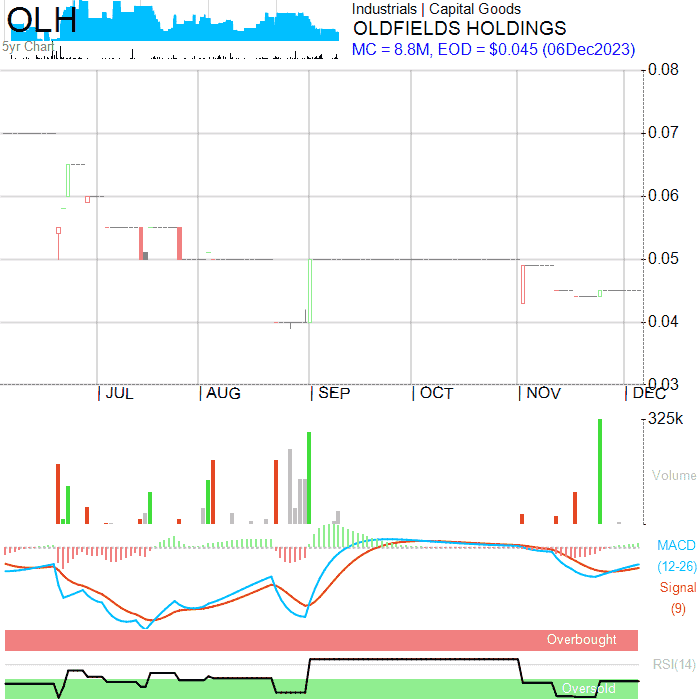 OLH
Industrials | Capital Goods
OLDFIELDS HOLDINGS
5yr Chart
MC = 8.8M, EOD = $0.045 (06Dec2023)
0.08
0.07
0.06
0.05
0.04
0.03
JUL
AUG
SEP
OCT
NOV
DEC
325k
Volume
MACD
(12-26)
Signal
(9)
Overbought
RSI(14)
Oversold